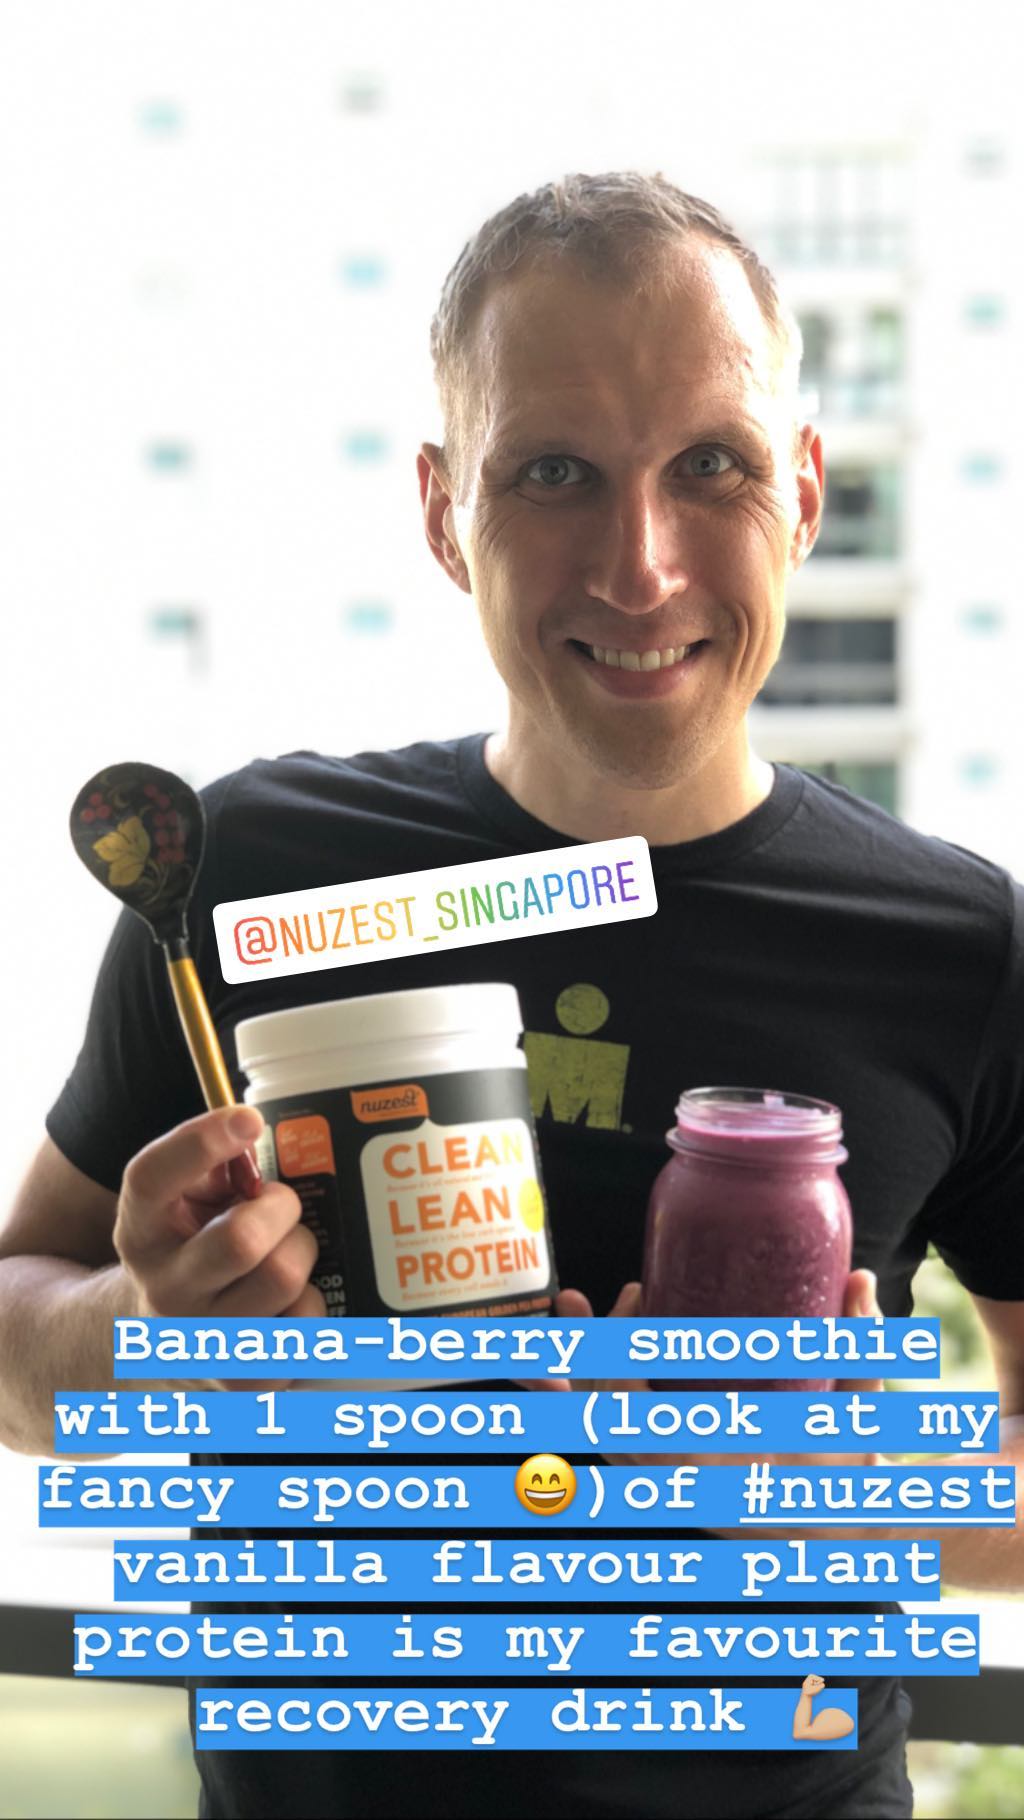 @NUZEST_SINGAPORE
nuzest
CLEAN
LEAN
PROTEIN
Banana-berry smoothie
with 1 spoon (look at my
fancy spoon 😄)of #nuzest
vanilla flavour plant
protein is my favourite
recovery drink 💪🏼